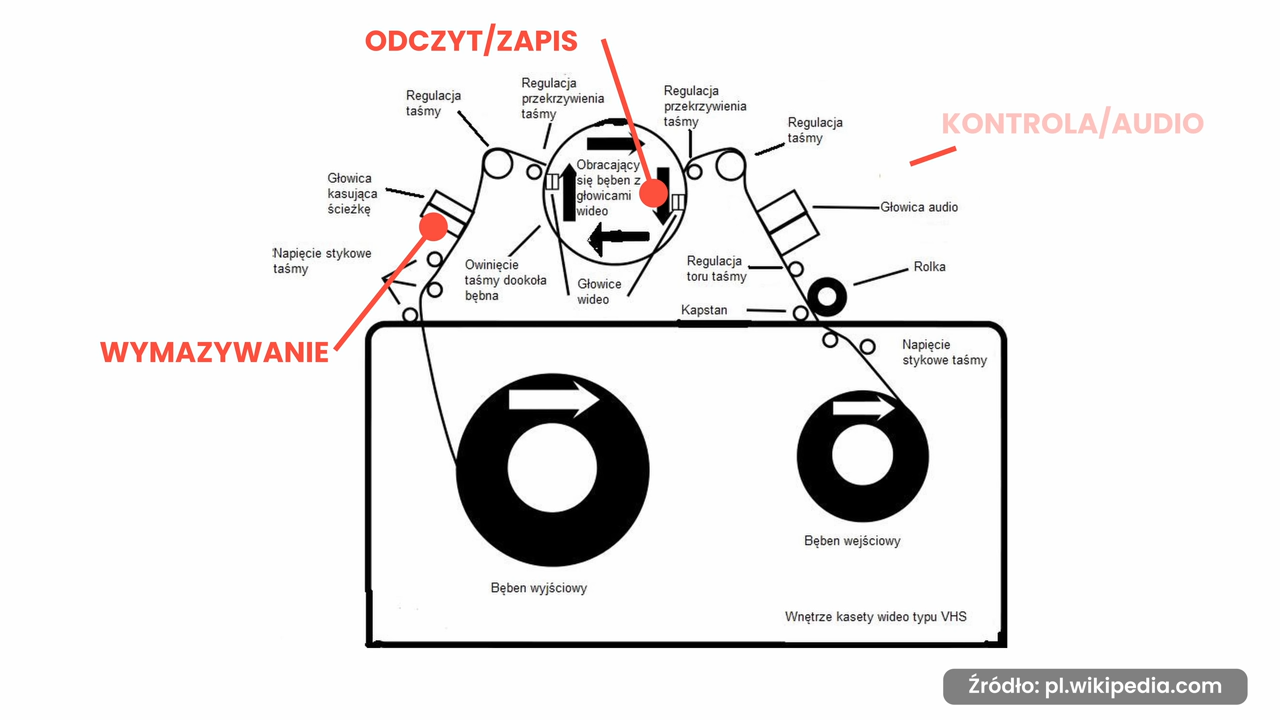 ODCZYT/ZAPIS
KONTROLA/AUDIO
Regulacja
taśmy
Regulacja
przekrzywienia
taśmy
Regulacja
przekrzywienia
taśmy
Regulacja
taśmy
Obracający
się bęben z
głowicami
wideo
Głowica
kasująca
ścieżkę
Głowica audio
Napięcie stykowe
taśmy
Owinięcie
taśmy dookoła
bębna
Głowice
wideo
Regulacja
toru taśmy
Rolka
Kapstan
WYMAZYWANIE
Napięcie
stykowe taśmy
Bęben wejściowy
Bęben wyjściowy
Wnętrze kasety wideo typu VHS
Źródło: pl.wikipedia.com